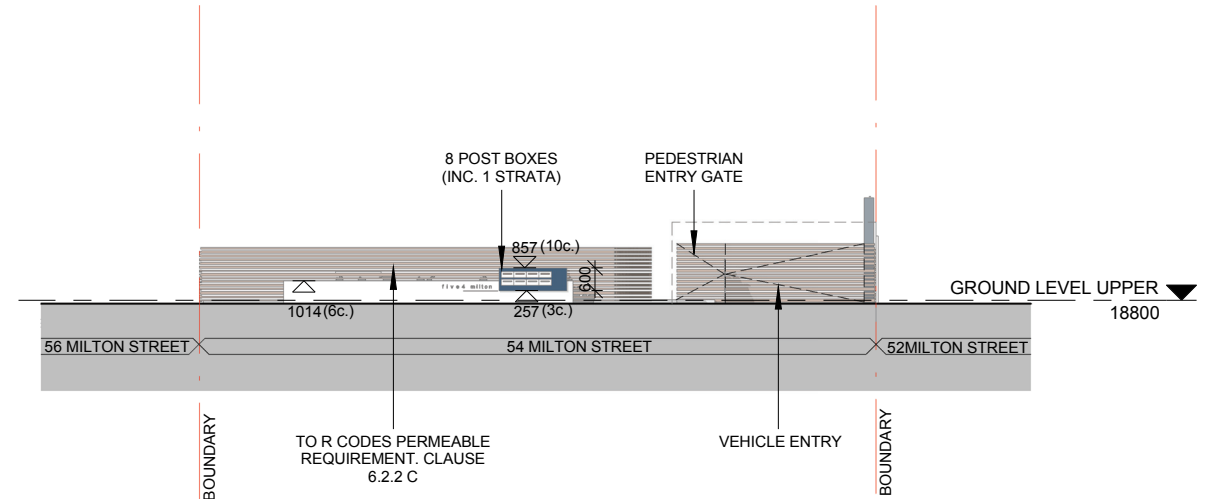 8 POST BOXES
(INC. 1 STRATA)
PEDESTRIAN
ENTRY GATE
857 (10c.)
600
five4 milton
1014 (6c.)
257 (3c.)
GROUND LEVEL UPPER
18800
56 MILTON STREET
54 MILTON STREET
52MILTON STREET
TO R CODES PERMEABLE
REQUIREMENT. CLAUSE
6.2.2 C
VEHICLE ENTRY
BOUNDARY
BOUNDARY